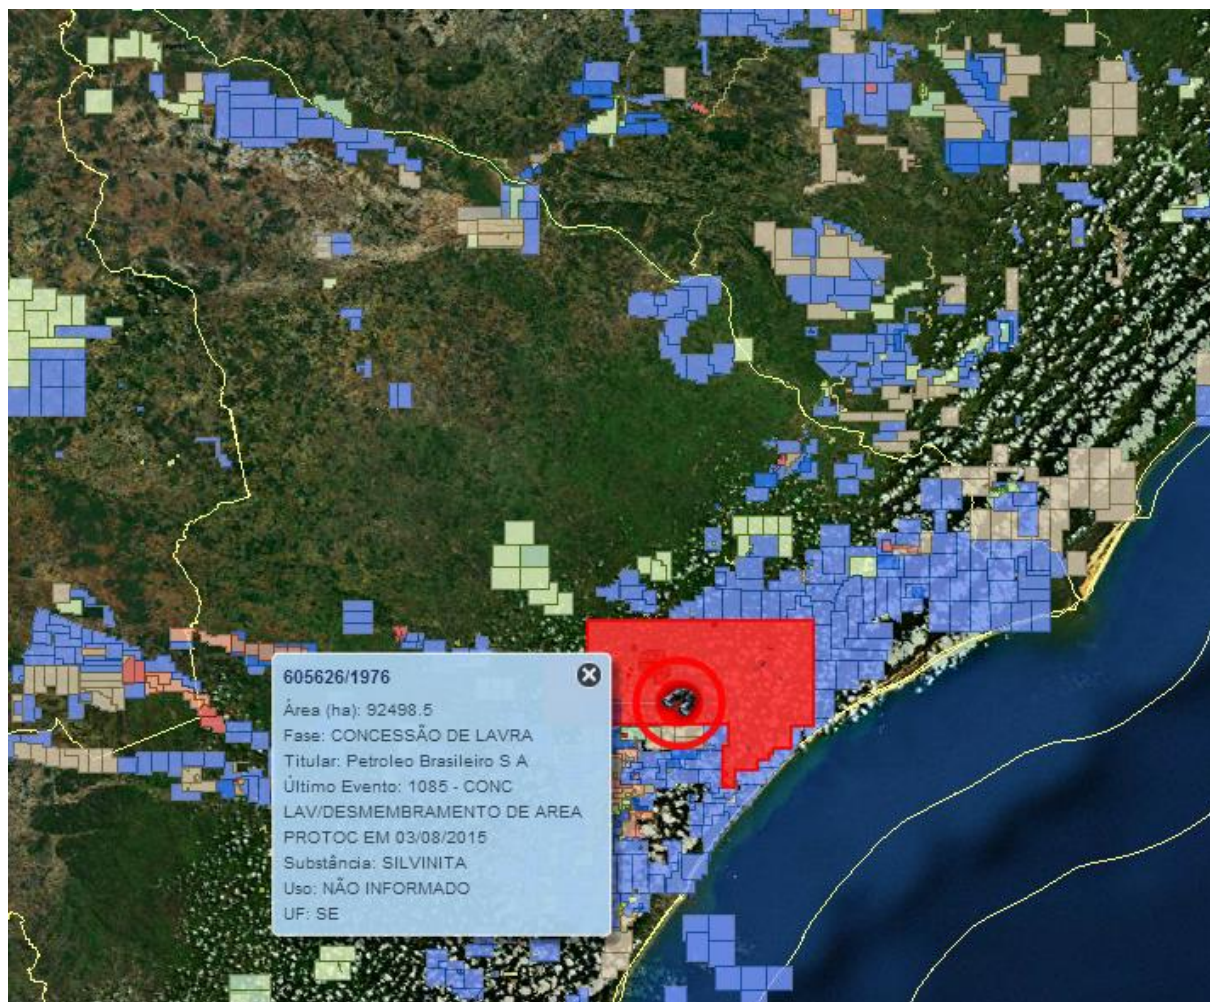 605626/1976
Área (ha): 92498.5
Fase: CONCESSÃO DE LAVRA
Titular: Petroleo Brasileiro S A
Último Evento: 1085 - CONC
LAV/DESMEMBRAMENTO DE AREA
PROTOC EM 03/08/2015
Substância: SILVINITA
Uso: NÃO INFORMADO
UF: SE